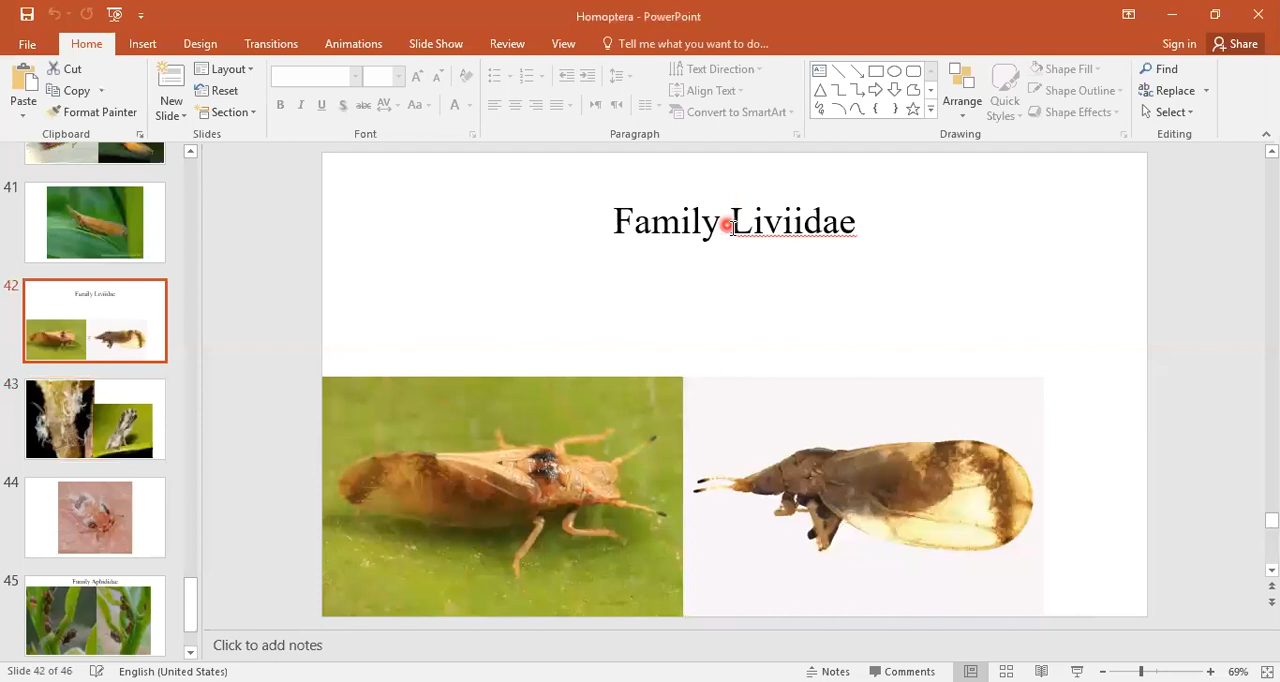 Homoptera - PowerPoint
File
Home
Insert
Design
Transitions
Animations
Slide Show
Review
View
Tell me what you want to do...
Sign in
Share
Paste
Cut
Copy
Format Painter
Clipboard
New
Slide
Layout
Reset
Section
Slides
B I U S abc AV Aa A
Font
Text Direction
Align Text
Convert to SmartArt
Paragraph
Arrange
Quick
Styles
Shape Fill
Shape Outline
Shape Effects
Drawing
Find
Replace
Select
Editing
41
42
Family Liviidae
43
44
45
Family Aphididae
Family Liviidae
Click to add notes
Slide 42 of 46
English (United States)
Notes
Comments
69%